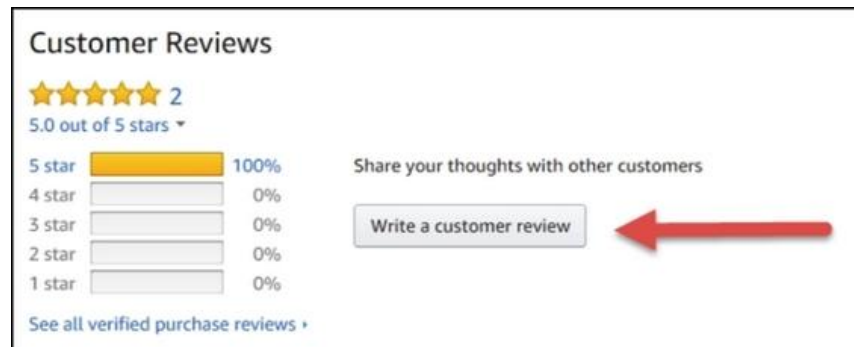 Customer Reviews
2
5.0 out of 5 stars
5 star 100%
4 star 0%
3 star 0%
2 star 0%
1 star 0%
See all verified purchase reviews ›
Share your thoughts with other customers
Write a customer review